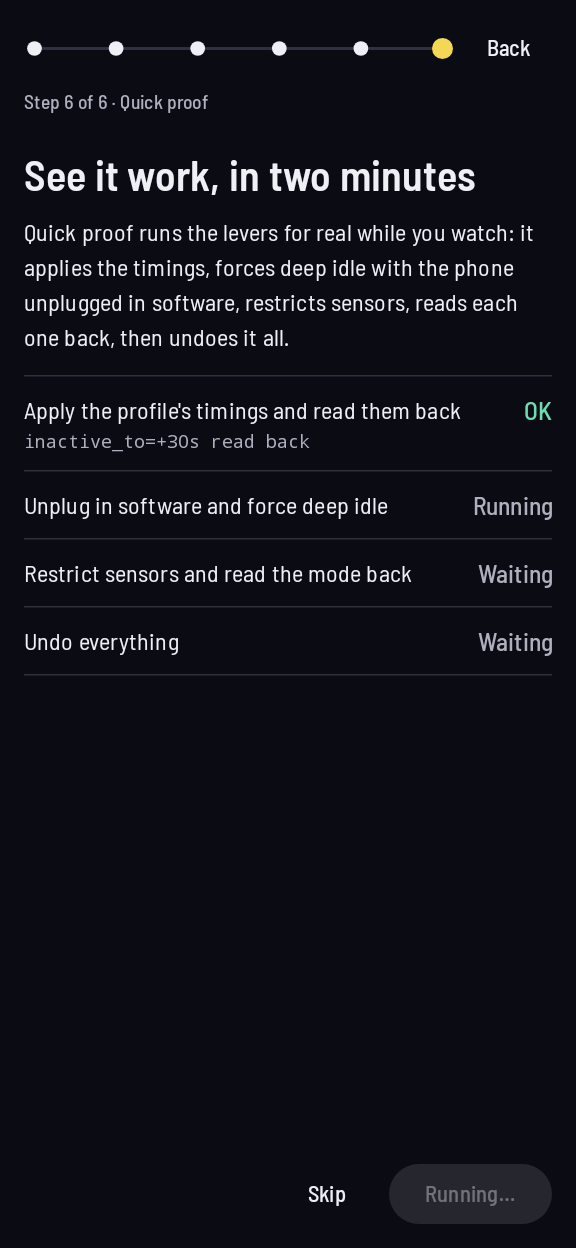 Back
Step 6 of 6 · Quick proof
See it work, in two minutes
Quick proof runs the levers for real while you watch: it
applies the timings, forces deep idle with the phone
unplugged in software, restricts sensors, reads each
one back, then undoes it all.
Apply the profile's timings and read them back OK
inactive_to=+30s read back
Unplug in software and force deep idle Running
Restrict sensors and read the mode back Waiting
Undo everything Waiting
Skip Running…